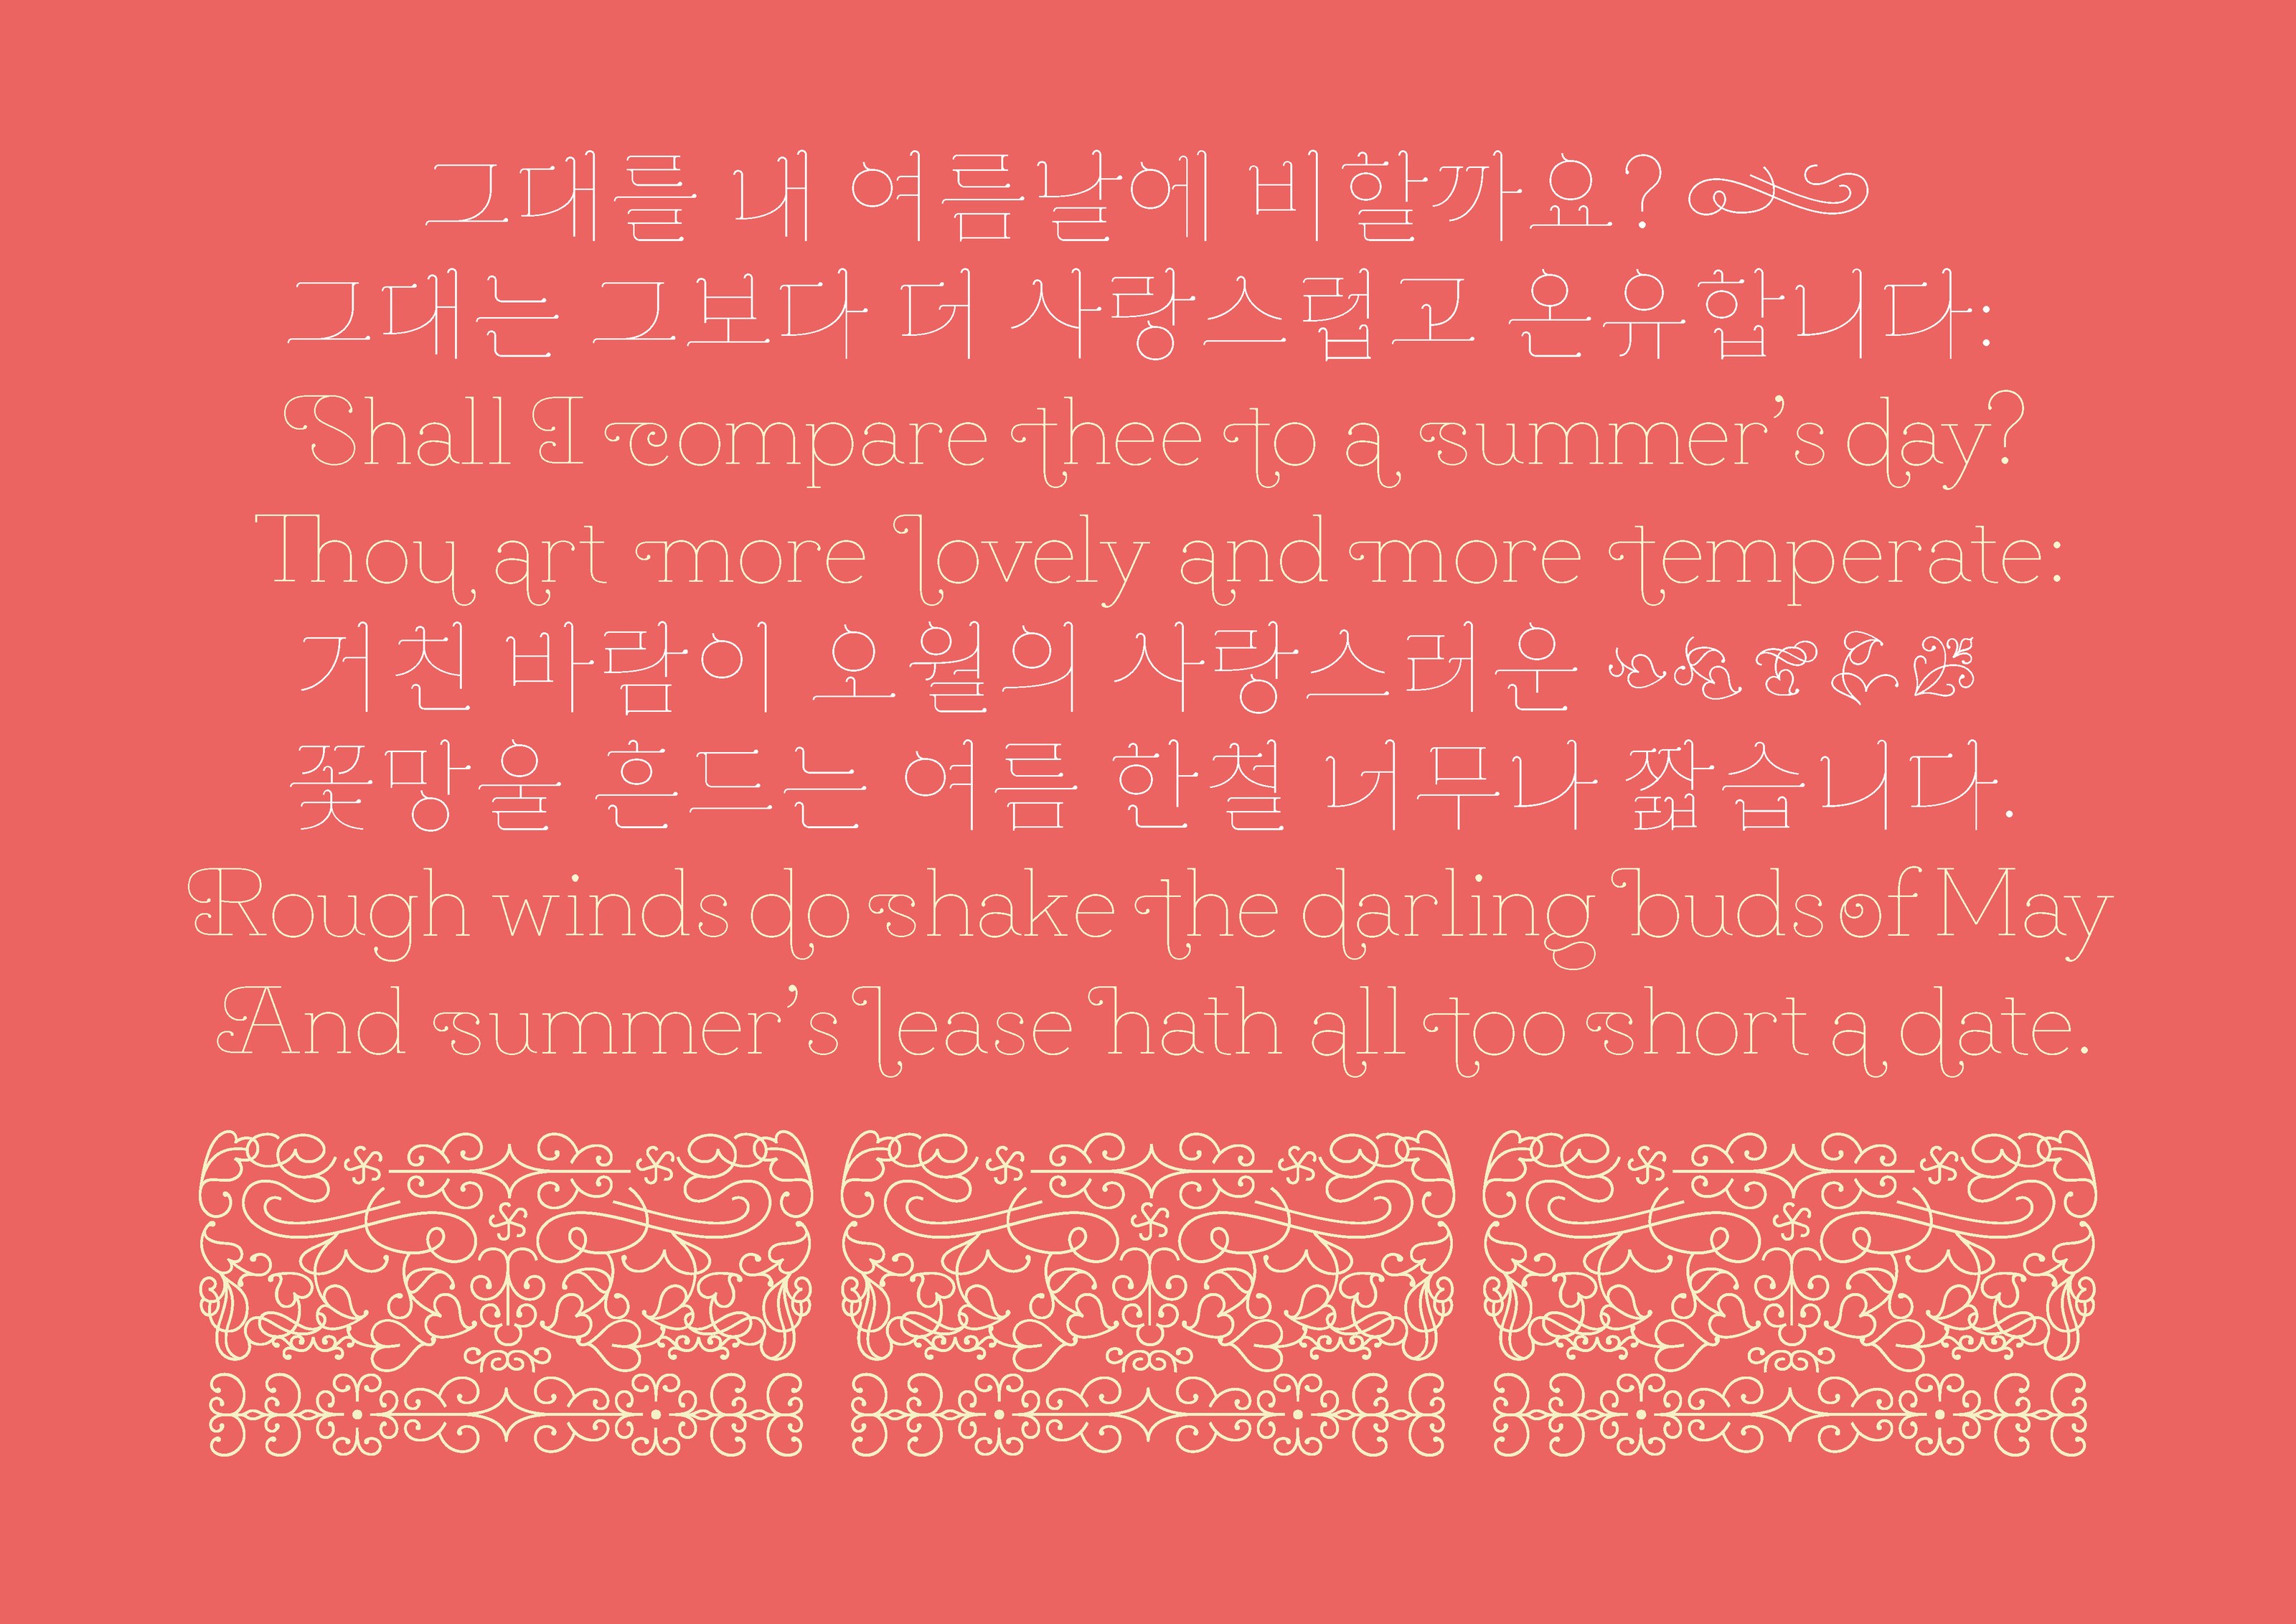 그대를 내 여름날에 비할까요?
그대는 그보다 더 사랑스럽고 온유합니다:
Shall I compare thee to a summer’s day?
Thou art more lovely and more temperate:
거친 바람이 오월의 사랑스러운
꽃망울 흔드는 여름 한철 너무나 짧습니다.
Rough winds do shake the darling buds of May
And summer’s lease hath all too short a date.